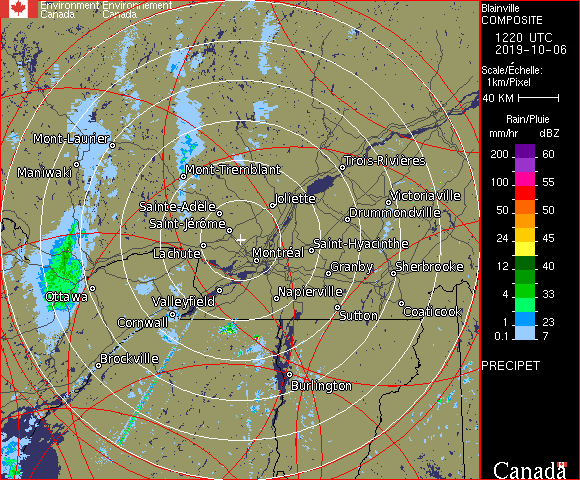 Environment Environnement
Canada Canada
Blainville
COMPOSITE
1220 UTC
2019-10-06
Scale/Échelle:
1km/Pixel
40 KM
Rain/Pluie
mm/hr dBZ
200 60
100 55
50 50
24 45
12 40
4 33
1 23
0.1 7
PRECIPET
Canada
Mont-Laurier
Maniwaki
Mont-Tremblant
Trois-Rivières
Sainte-Adele
Joliette
Victoriaville
Drummondville
Saint-Jérôme
Lachute
Montréal
Saint-Hyacinthe
Granby
Sherbrooke
Ottawa
Valleyfield
Napierville
Cornwall
Sutton
Coaticook
Brockville
Burlington